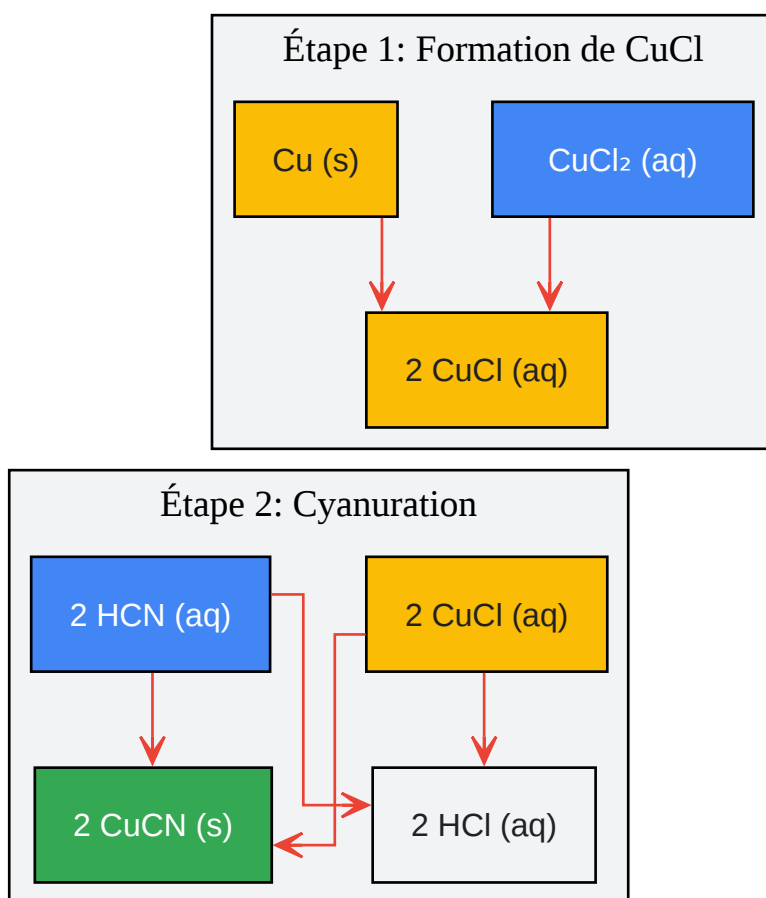 Étape 1: Formation de CuCl
Cu (s)
CuCl₂ (aq)
2 CuCl (aq)
Étape 2: Cyanuration
2 HCN (aq)
2 CuCl (aq)
2 CuCN (s)
2 HCl (aq)